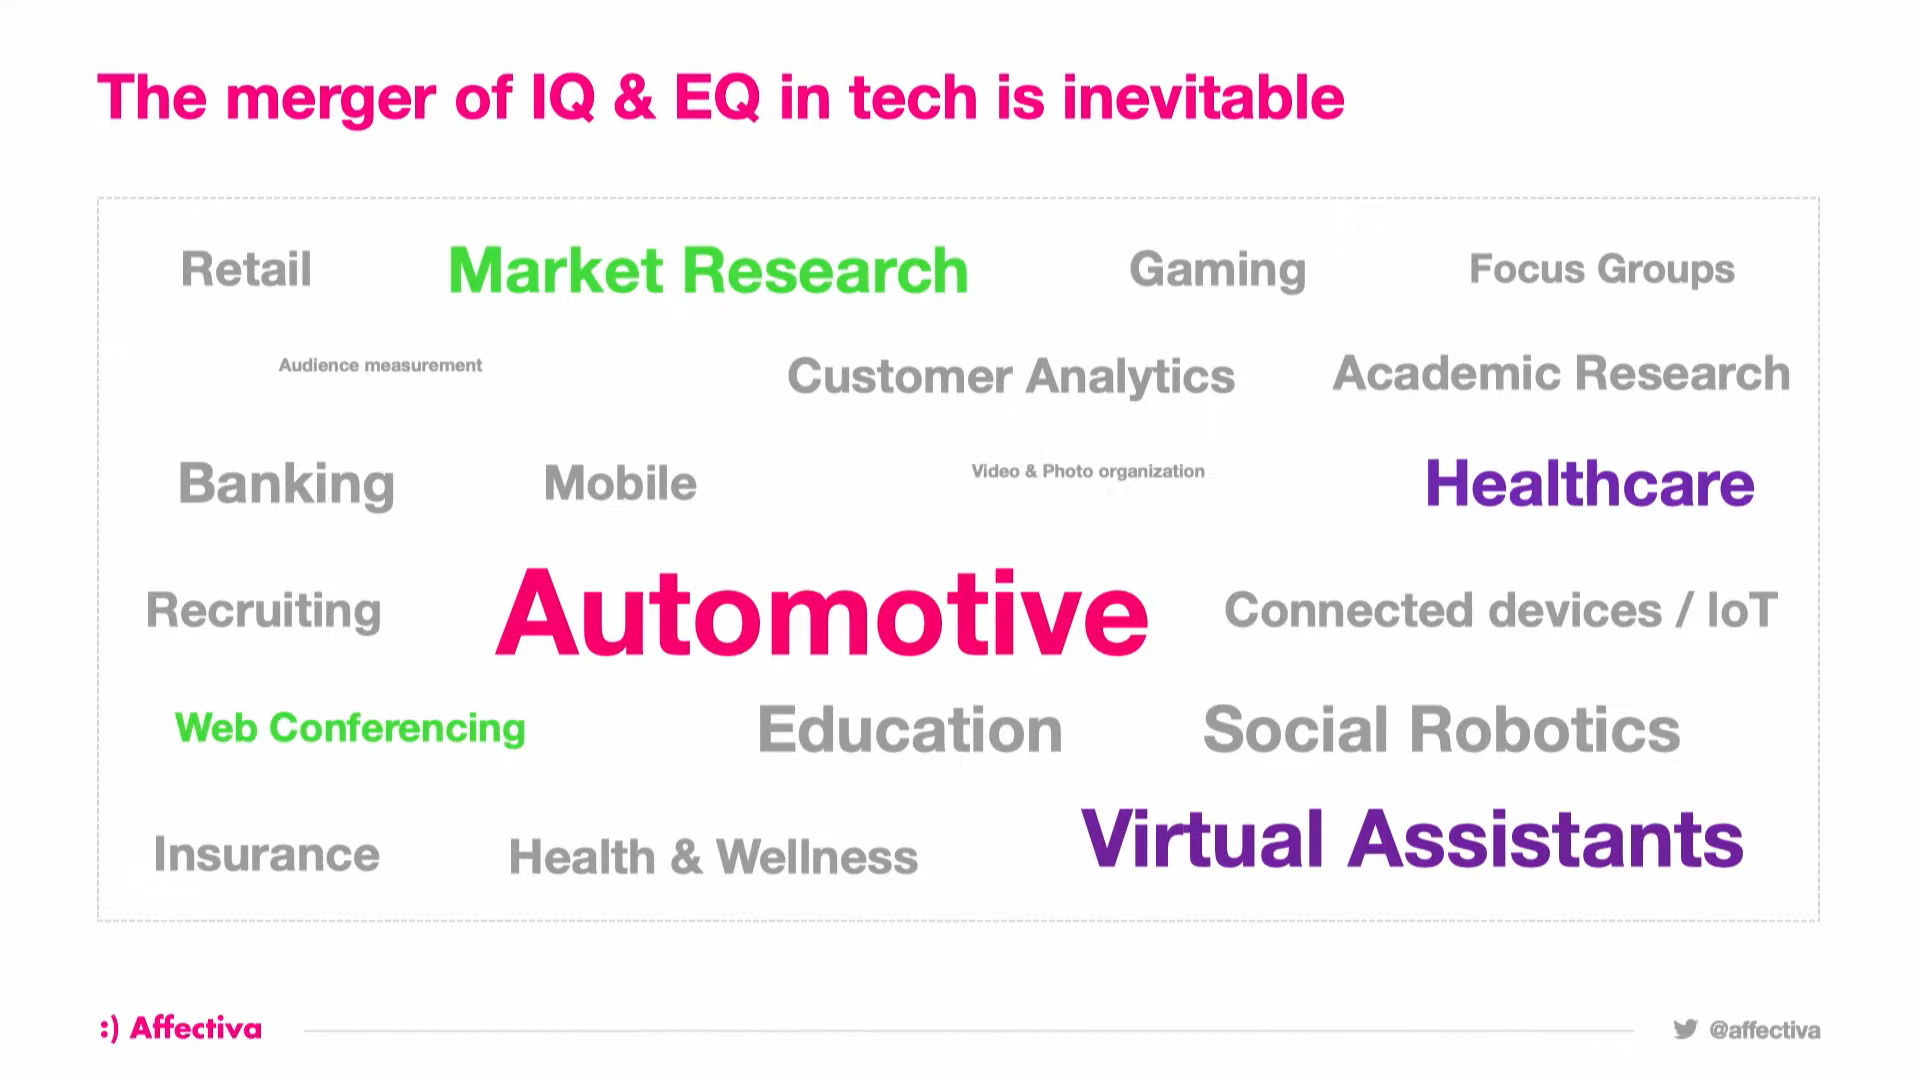 The merger of IQ & EQ in tech is inevitable
Retail
Market Research
Gaming
Focus Groups
Audience measurement
Customer Analytics
Academic Research
Banking
Mobile
Video & Photo organization
Healthcare
Recruiting
Automotive
Connected devices / IoT
Web Conferencing
Education
Social Robotics
Insurance
Health & Wellness
Virtual Assistants
:) Affectiva
@affectiva